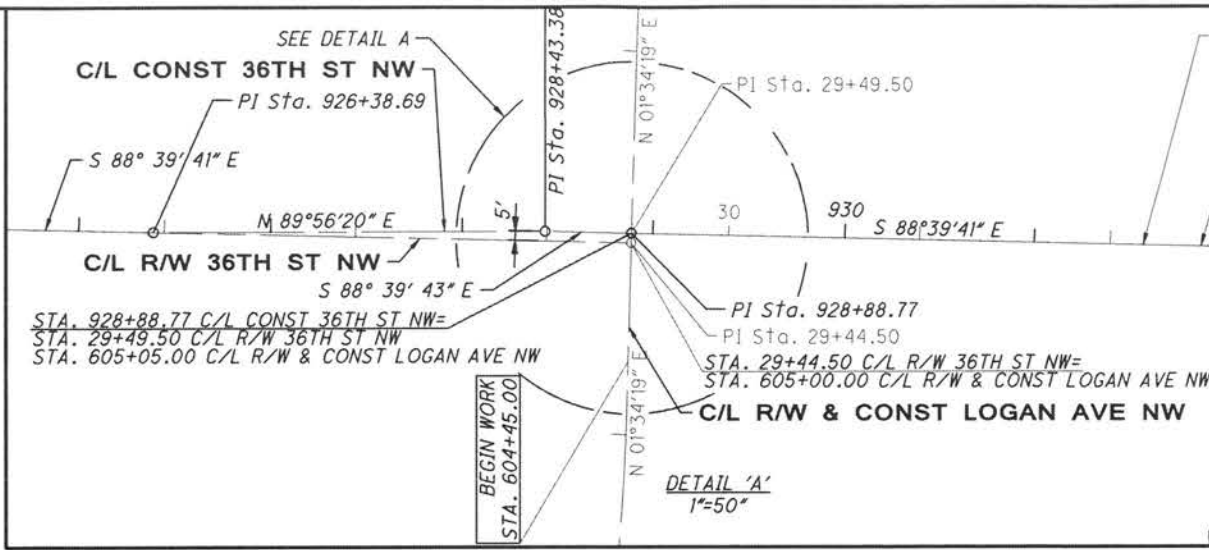 SEE DETAIL A
C/L CONST 36TH ST NW
PI Sta. 926+38.69
S 88° 39' 41" E
PI Sta. 928+43.38
N 01°34'19" E
PI Sta. 29+49.50
N 89°56'20" E
5'
30
930
S 88°39'41" E
C/L R/W 36TH ST NW
S 88° 39' 43" E
PI Sta. 928+88.77
STA. 928+88.77 C/L CONST 36TH ST NW=
STA. 29+49.50 C/L R/W 36TH ST NW
STA. 605+05.00 C/L R/W & CONST LOGAN AVE NW
PI Sta. 29+44.50
STA. 29+44.50 C/L R/W 36TH ST NW=
STA. 605+00.00 C/L R/W & CONST LOGAN AVE NW
C/L R/W & CONST LOGAN AVE NW
BEGIN WORK
STA. 604+45.00
N 01°34'19" E
DETAIL 'A'
1"=50"